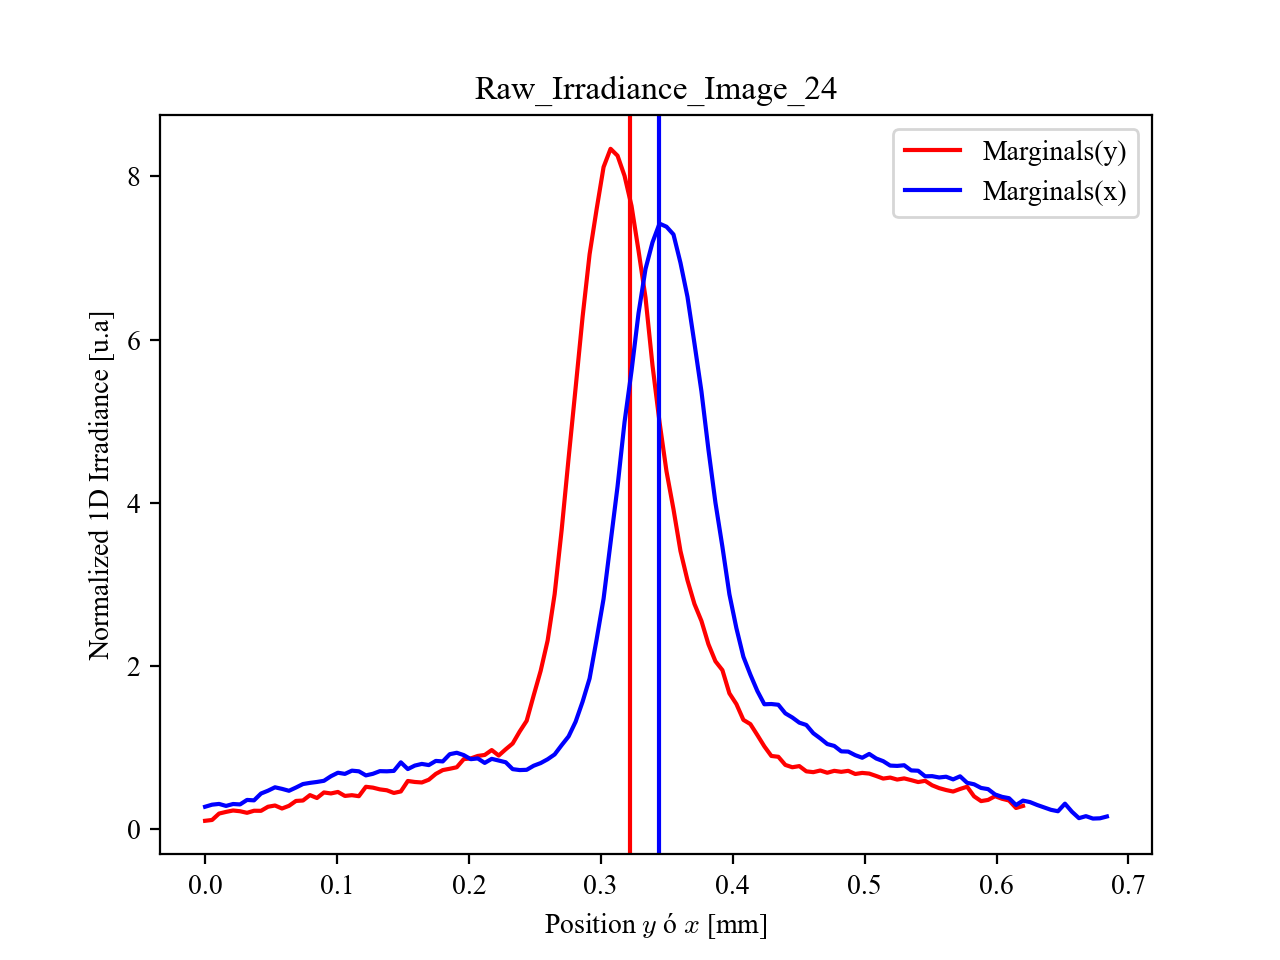 Raw_Irradiance_Image_24
Marginals(y)
Marginals(x)
Normalized 1D Irradiance [u.a]
8
6
4
2
0
0.0 0.1 0.2 0.3 0.4 0.5 0.6 0.7
Position y ó x [mm]